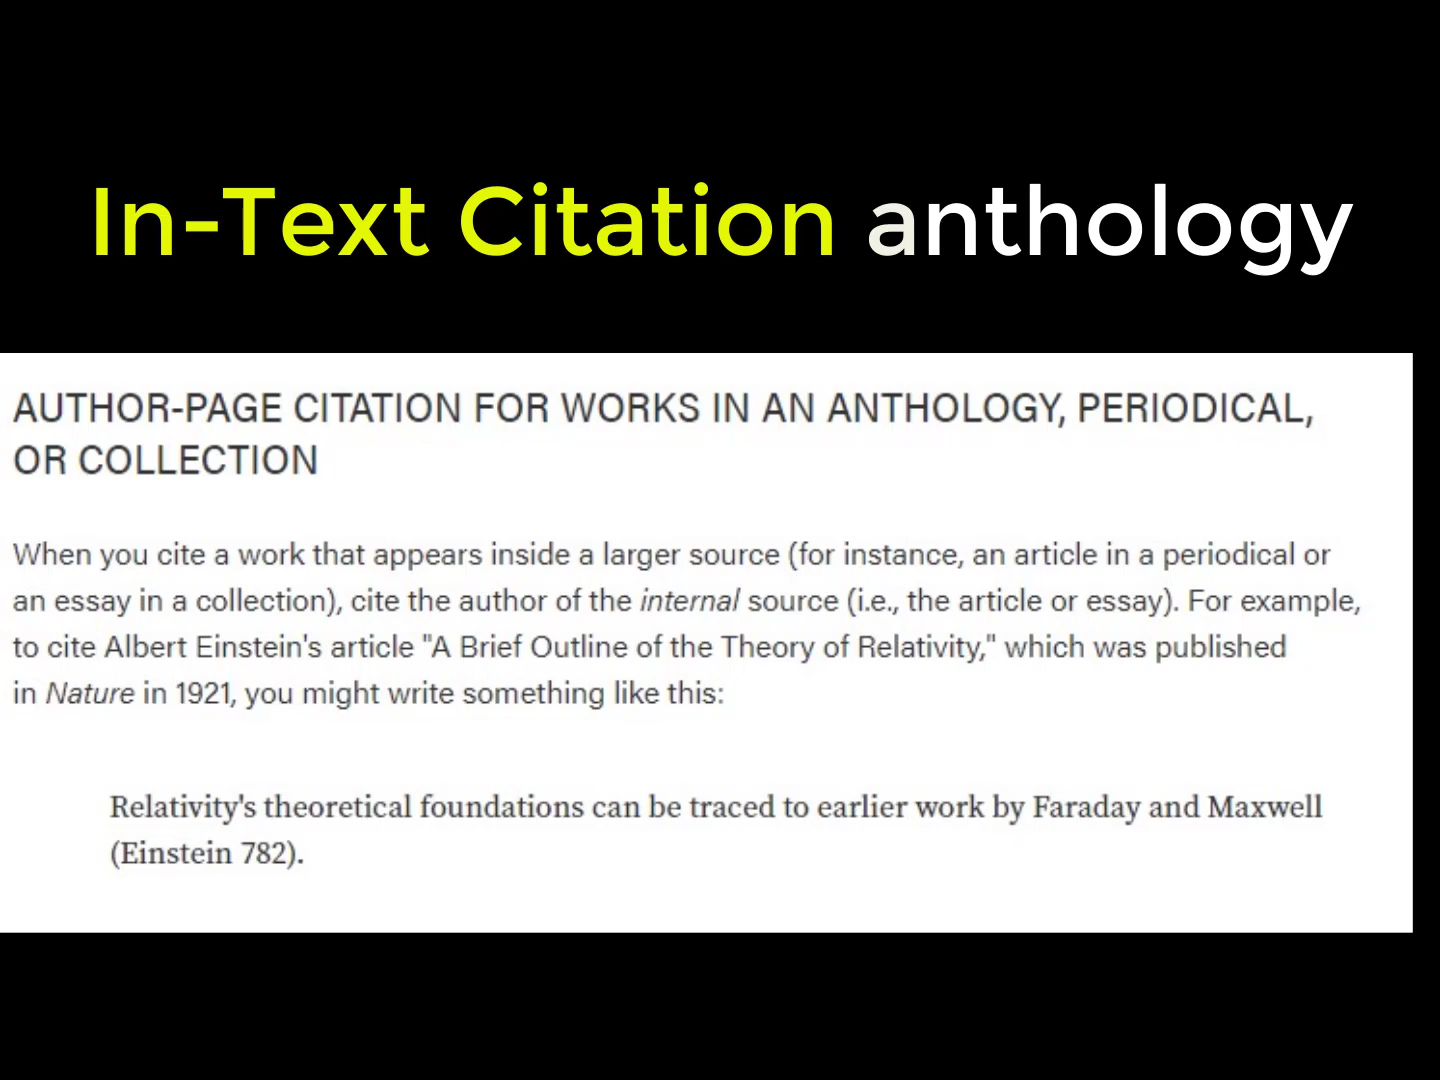 In-Text Citation anthology
AUTHOR-PAGE CITATION FOR WORKS IN AN ANTHOLOGY, PERIODICAL,
OR COLLECTION
When you cite a work that appears inside a larger source (for instance, an article in a periodical or
an essay in a collection), cite the author of the internal source (i.e., the article or essay). For example,
to cite Albert Einstein's article "A Brief Outline of the Theory of Relativity," which was published
in Nature in 1921, you might write something like this:
Relativity's theoretical foundations can be traced to earlier work by Faraday and Maxwell
(Einstein 782).